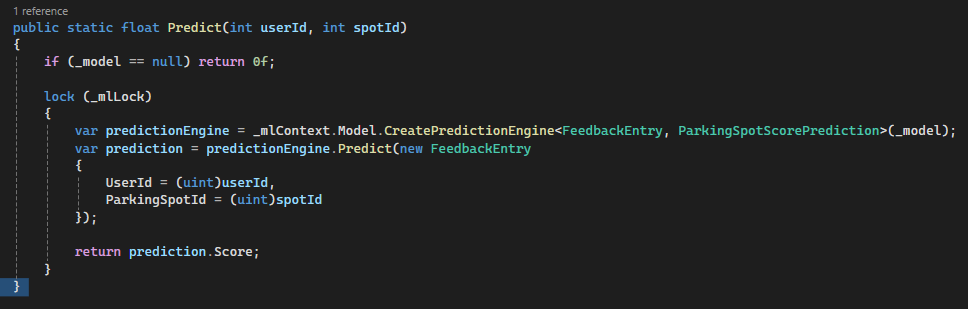 1 reference
public static float Predict(int userId, int spotId)
{
    if (_model == null) return 0f;

    lock (_mlLock)
    {
        var predictionEngine = _mlContext.Model.CreatePredictionEngine<FeedbackEntry, ParkingSpotScorePrediction>(_model);
        var prediction = predictionEngine.Predict(new FeedbackEntry
        {
            UserId = (uint)userId,
            ParkingSpotId = (uint)spotId
        });

        return prediction.Score;
    }
}